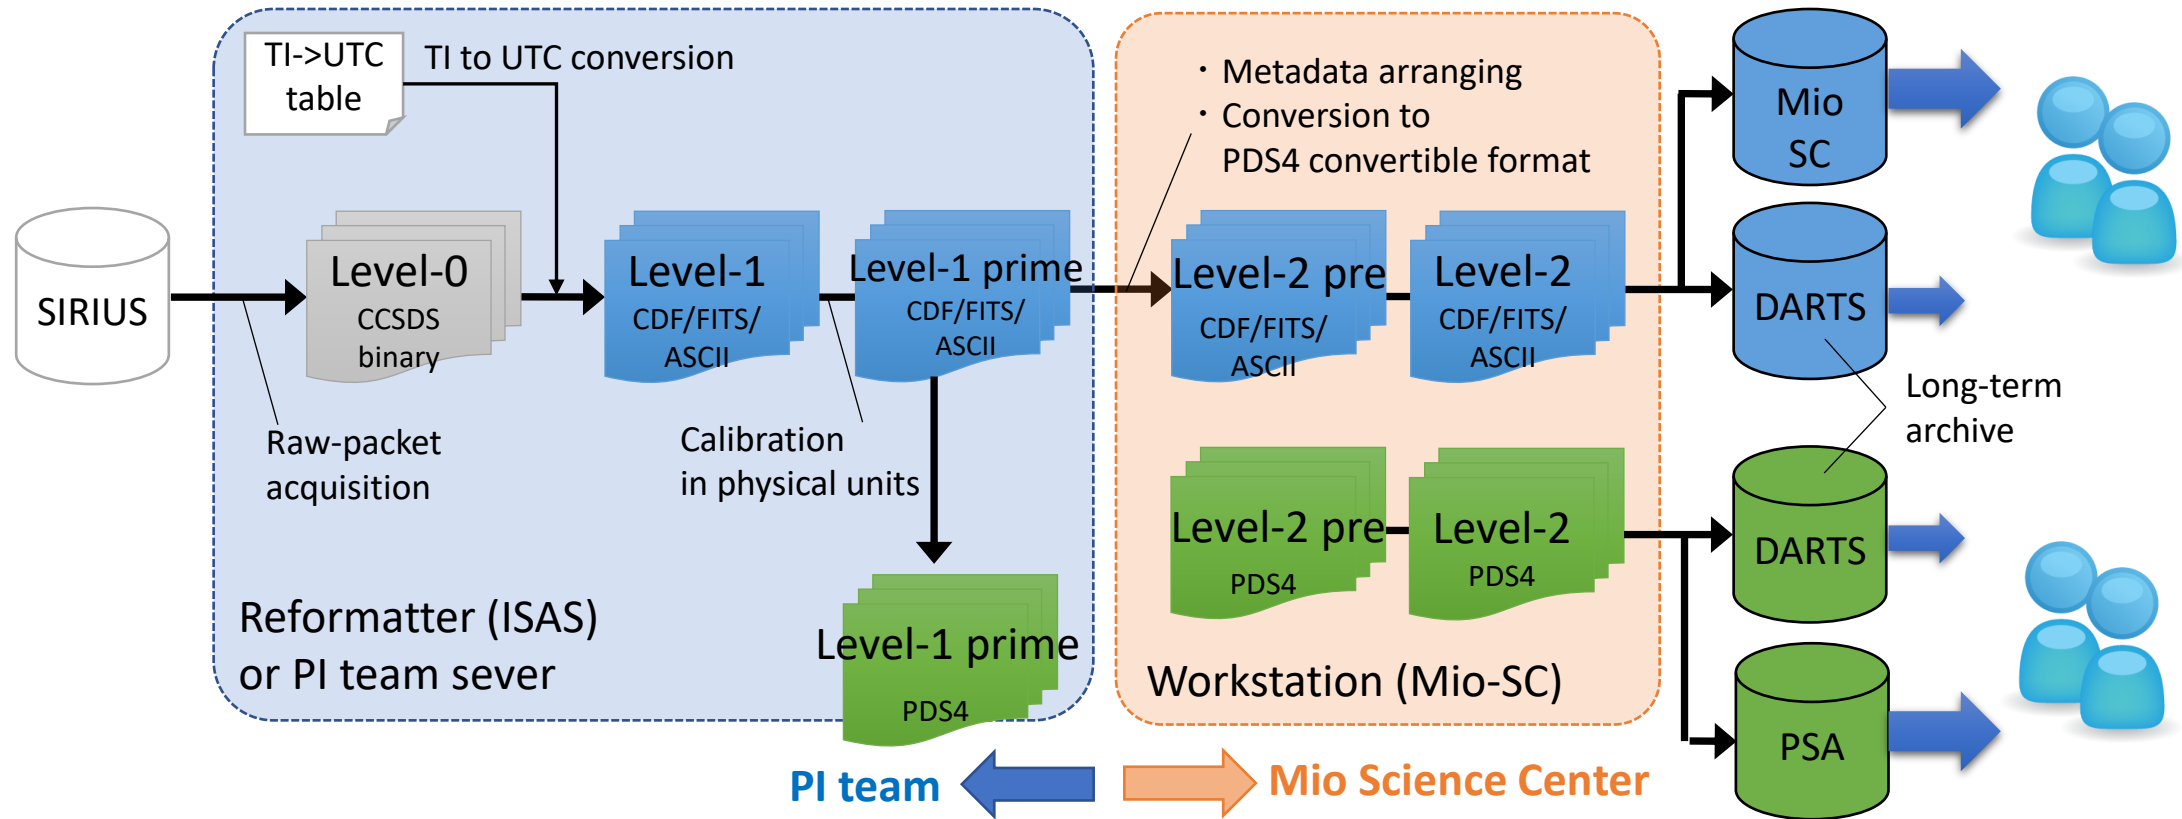 TI->UTC
table
TI to UTC conversion
・ Metadata arranging
・ Conversion to
PDS4 convertible format
Mio
SC
SIRIUS
Level-0
CCSDS
binary
Level-1
CDF/FITS/
ASCII
Level-1 prime
CDF/FITS/
ASCII
Level-2 pre
CDF/FITS/
ASCII
Level-2
CDF/FITS/
ASCII
DARTS
Long-term
archive
Raw-packet
acquisition
Calibration
in physical units
Level-2 pre
PDS4
Level-2
PDS4
DARTS
Reformatter (ISAS)
or PI team sever
Level-1 prime
PDS4
Workstation (Mio-SC)
PSA
PI team
Mio Science Center